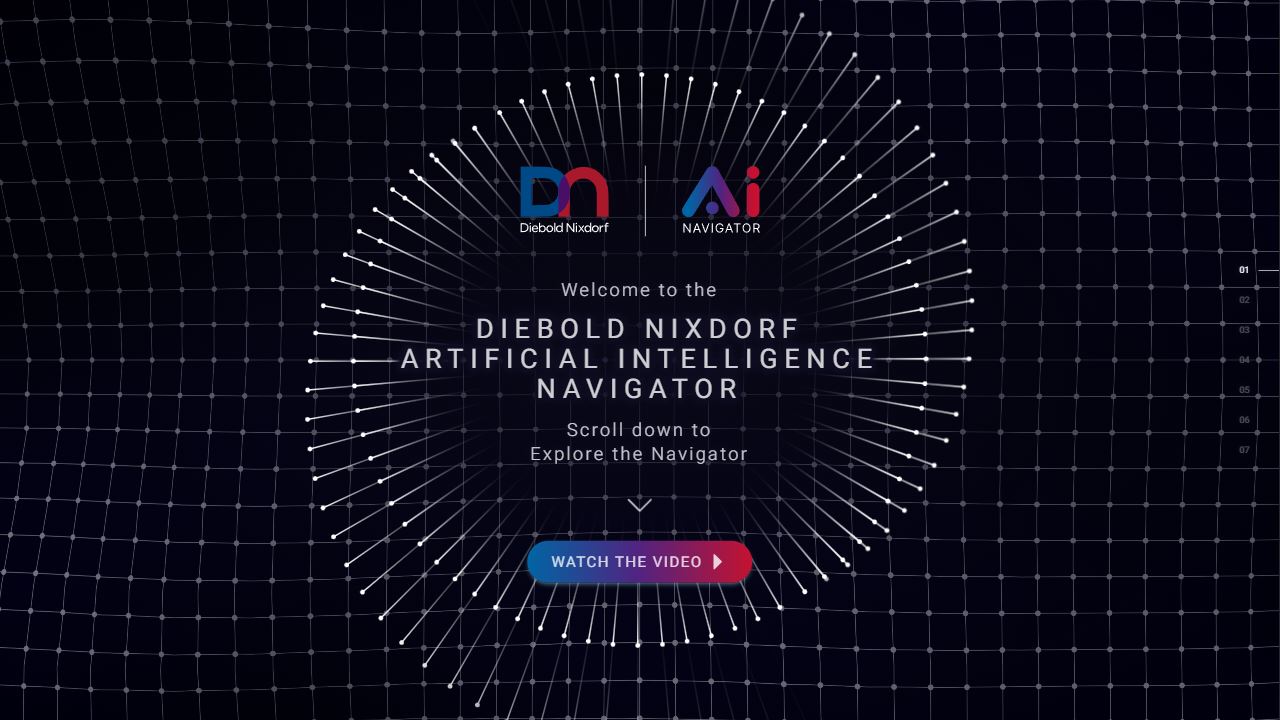 Dn
Diebold Nixdorf
Ai
NAVIGATOR
Welcome to the
DIEBOLD NIXDORF
ARTIFICIAL INTELLIGENCE
NAVIGATOR
Scroll down to
Explore the Navigator
WATCH THE VIDEO
01
02
03
04
05
06
07